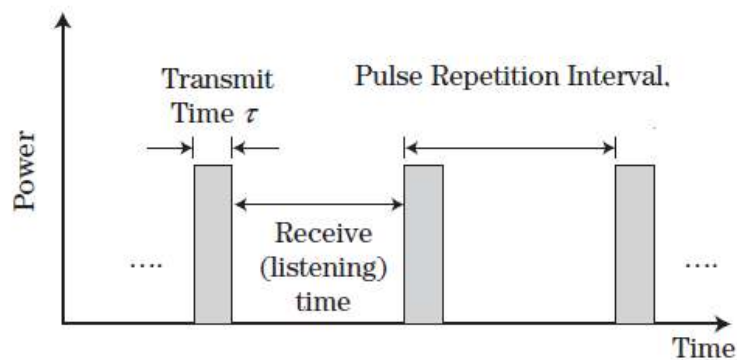 Transmit
Time τ
Pulse Repetition Interval,
Power
Receive
(listening)
time
....
....
Time